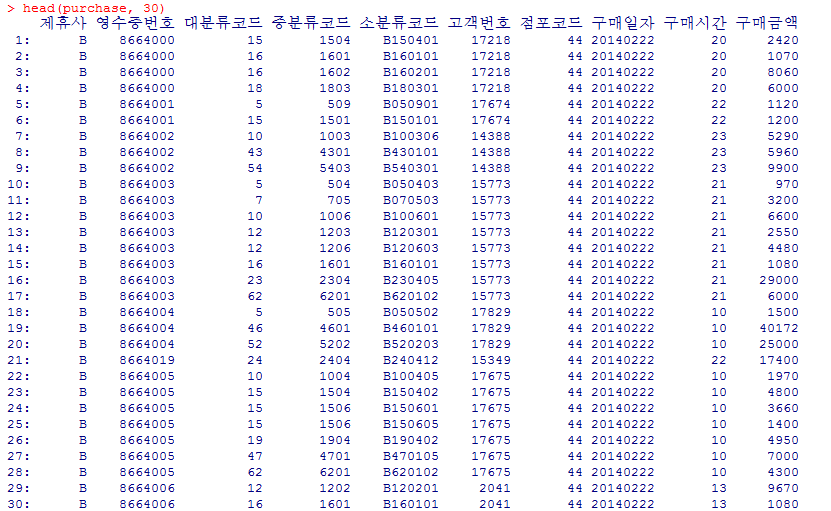 > head(purchase, 30)
제휴사 영수증번호 대분류코드 중분류코드 소분류코드 고객번호 점포코드 구매일자 구매시간 구매금액
1: B 8664000 15 1504 B150401 17218 44 20140222 20 2420
2: B 8664000 16 1601 B160101 17218 44 20140222 20 1070
3: B 8664000 16 1602 B160201 17218 44 20140222 20 8060
4: B 8664000 18 1803 B180301 17218 44 20140222 20 6000
5: B 8664001 5 509 B050901 17674 44 20140222 22 1120
6: B 8664001 15 1501 B150101 17674 44 20140222 22 1200
7: B 8664002 10 1003 B100306 14388 44 20140222 23 5290
8: B 8664002 43 4301 B430101 14388 44 20140222 23 5960
9: B 8664002 54 5403 B540301 14388 44 20140222 23 9900
10: B 8664003 5 504 B050403 15773 44 20140222 21 970
11: B 8664003 7 705 B070503 15773 44 20140222 21 3200
12: B 8664003 10 1006 B100601 15773 44 20140222 21 6600
13: B 8664003 12 1203 B120301 15773 44 20140222 21 2550
14: B 8664003 12 1206 B120603 15773 44 20140222 21 4480
15: B 8664003 16 1601 B160101 15773 44 20140222 21 1080
16: B 8664003 23 2304 B230405 15773 44 20140222 21 29000
17: B 8664003 62 6201 B620102 15773 44 20140222 21 6000
18: B 8664004 5 505 B050502 17829 44 20140222 10 1500
19: B 8664004 46 4601 B460101 17829 44 20140222 10 40172
20: B 8664004 52 5202 B520203 17829 44 20140222 10 25000
21: B 8664019 24 2404 B240412 15349 44 20140222 22 17400
22: B 8664005 10 1004 B100405 17675 44 20140222 10 1970
23: B 8664005 15 1504 B150402 17675 44 20140222 10 4800
24: B 8664005 15 1506 B150601 17675 44 20140222 10 3660
25: B 8664005 15 1506 B150605 17675 44 20140222 10 1400
26: B 8664005 19 1904 B190402 17675 44 20140222 10 4950
27: B 8664005 47 4701 B470105 17675 44 20140222 10 7000
28: B 8664005 62 6201 B620102 17675 44 20140222 10 4300
29: B 8664006 12 1202 B120201 2041 44 20140222 13 9670
30: B 8664006 16 1601 B160101 2041 44 20140222 13 1080